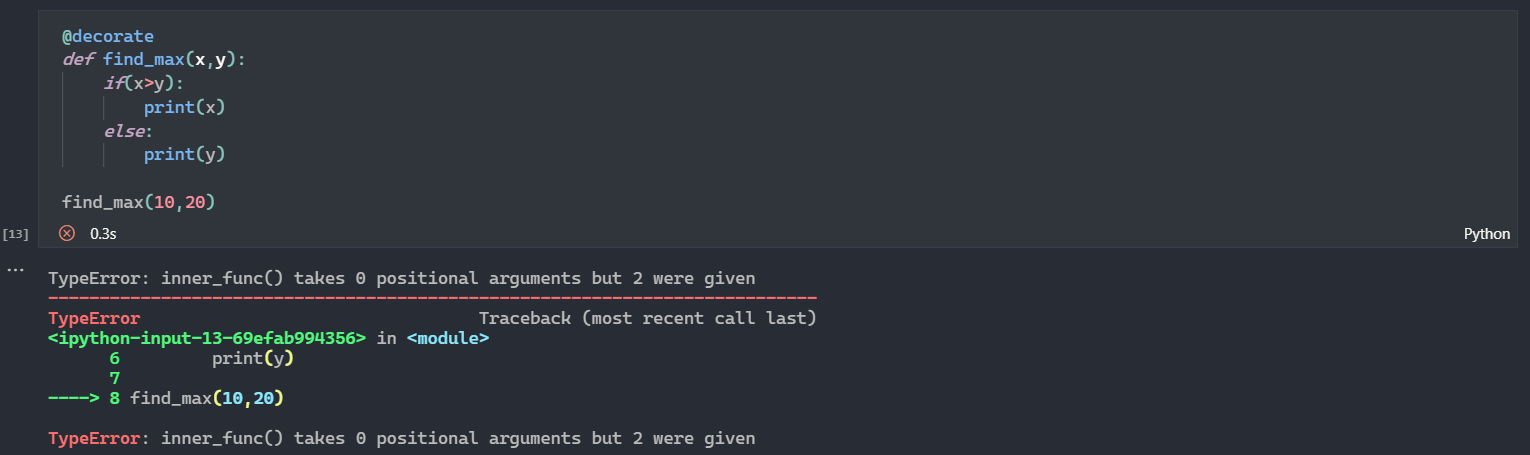 @decorate
def find_max(x,y):
    if(x>y):
        print(x)
    else:
        print(y)
find_max(10,20)
[13] 0.3s Python
...
TypeError: inner_func() takes 0 positional arguments but 2 were given
---------------------------------------------------------------------------
TypeError                                 Traceback (most recent call last)
<ipython-input-13-69efab994356> in <module>
      6         print(y)
      7
----> 8 find_max(10,20)
TypeError: inner_func() takes 0 positional arguments but 2 were given